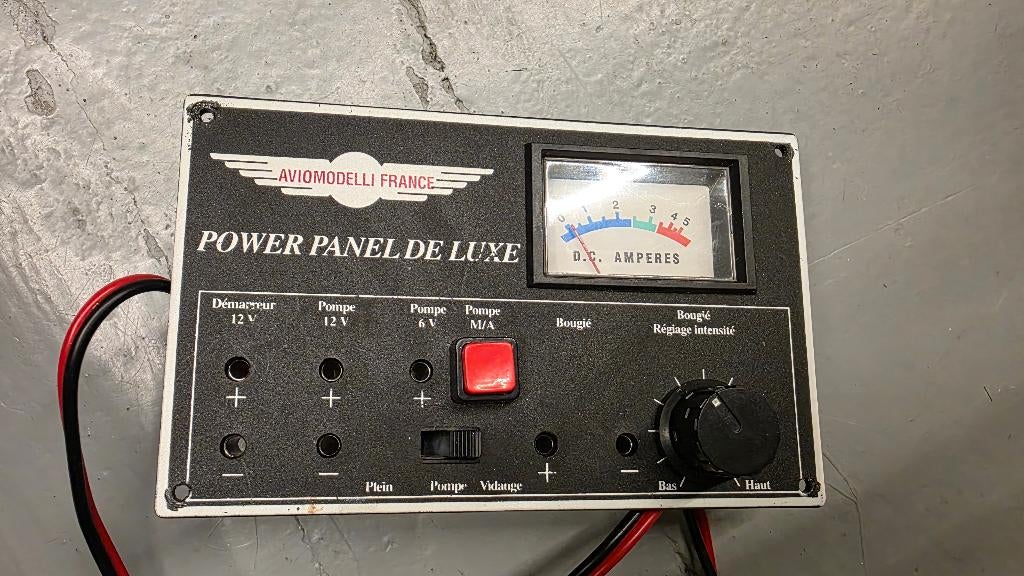 AVIOMODELLI FRANCE
POWER PANEL DE LUXE
0 1 2 3 4 5
D.C. AMPERES
Démarreur
12 V
Pompe
12 V
Pompe
6 V
Pompe
M/A
Bougié
Bougié
Réglage intensité
+ + +
− −
+ −
Plein Pompe Vidange
Bas Haut